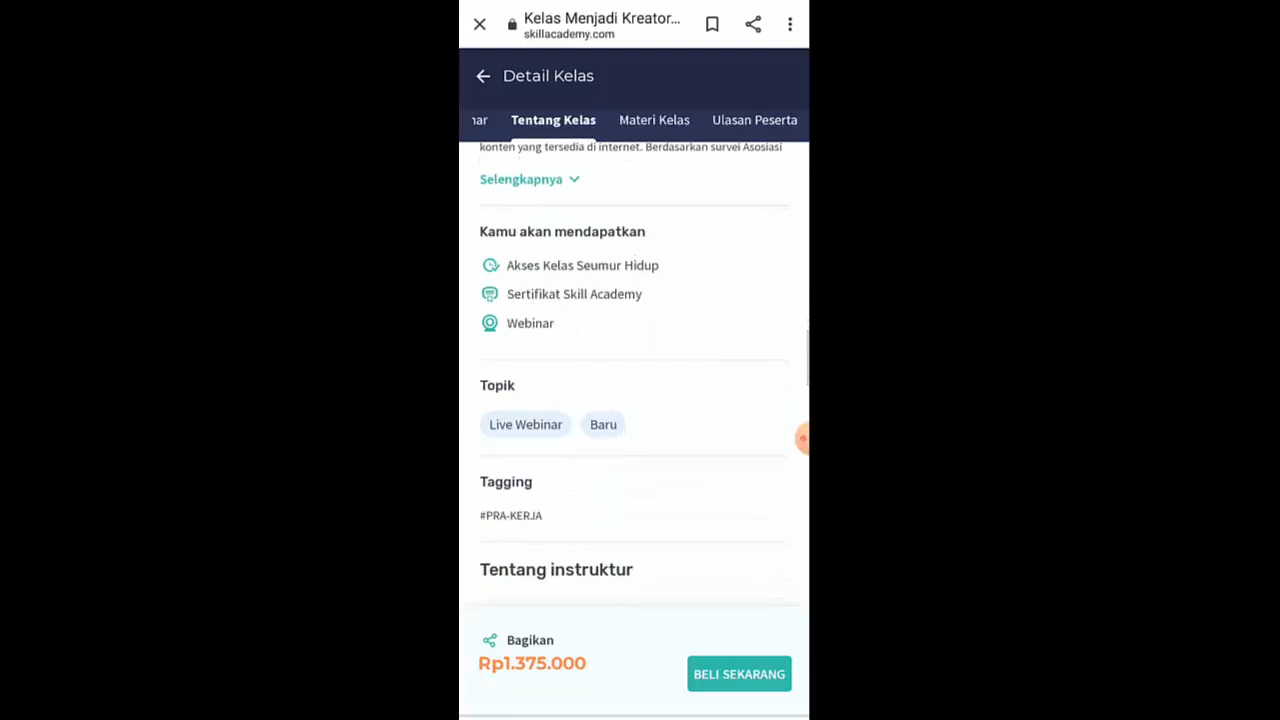 Kelas Menjadi Kreator...
skillacademy.com
Detail Kelas
nar Tentang Kelas Materi Kelas Ulasan Peserta
konten yang tersedia di internet. Berdasarkan survei Asosiasi
Selengkapnya
Kamu akan mendapatkan
Akses Kelas Seumur Hidup
Sertifikat Skill Academy
Webinar
Topik
Live Webinar Baru
Tagging
#PRA-KERJA
Tentang instruktur
Bagikan
Rp1.375.000
BELI SEKARANG